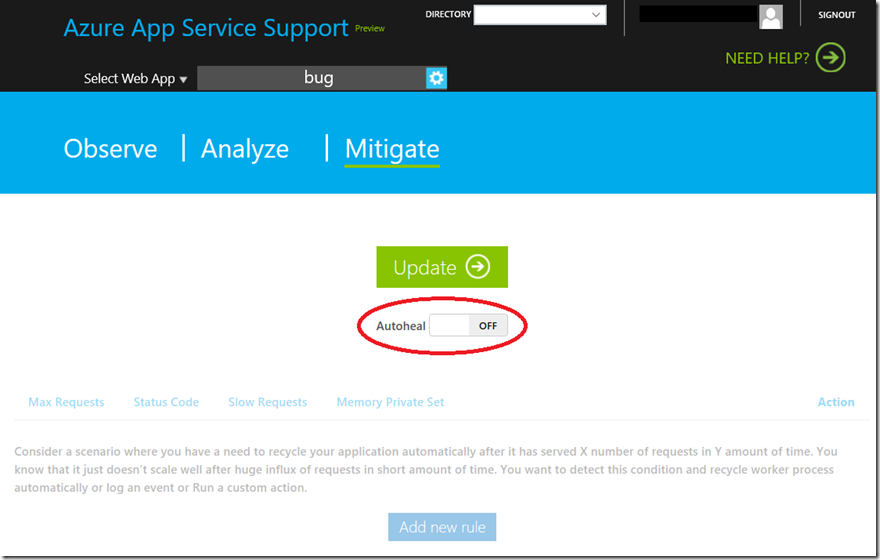 Azure App Service Support Preview
DIRECTORY
SIGNOUT
NEED HELP?
Select Web App
bug
Observe | Analyze | Mitigate
Update
Autoheal OFF
Max Requests Status Code Slow Requests Memory Private Set Action
Consider a scenario where you have a need to recycle your application automatically after it has served X number of requests in Y amount of time. You
know that it just doesn't scale well after huge influx of requests in short amount of time. You want to detect this condition and recycle worker process
automatically or log an event or Run a custom action.
Add new rule